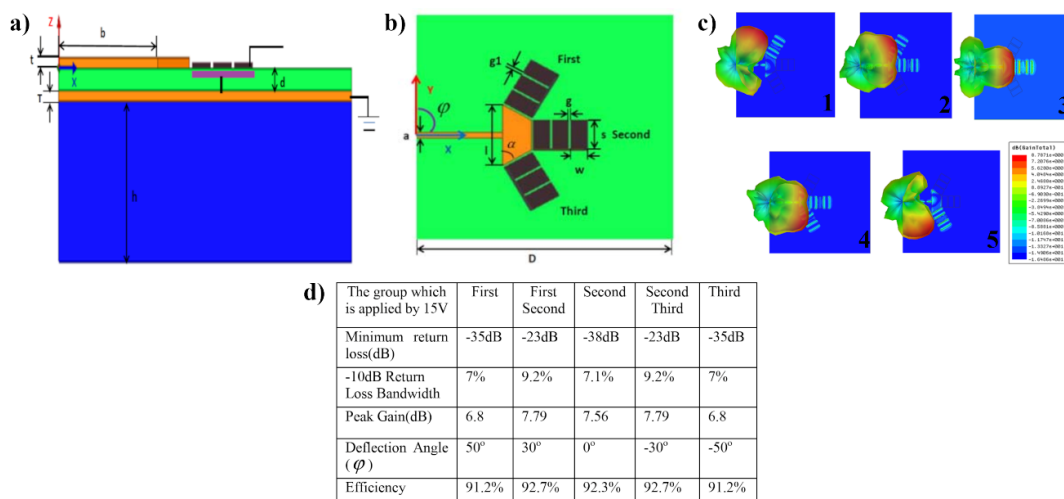 a)
Z
b
t
X
d
T
h
b)
g1
First
Y
φ
g
a
X
l
s Second
α
w
Third
D
c)
1
2
3
4
5
dB(GainTotal)
d)
The group which is applied by 15V First First Second Second Second Third Third
Minimum return loss(dB) -35dB -23dB -38dB -23dB -35dB
-10dB Return Loss Bandwidth 7% 9.2% 7.1% 9.2% 7%
Peak Gain(dB) 6.8 7.79 7.56 7.79 6.8
Deflection Angle (φ) 50° 30° 0° -30° -50°
Efficiency 91.2% 92.7% 92.3% 92.7% 91.2%